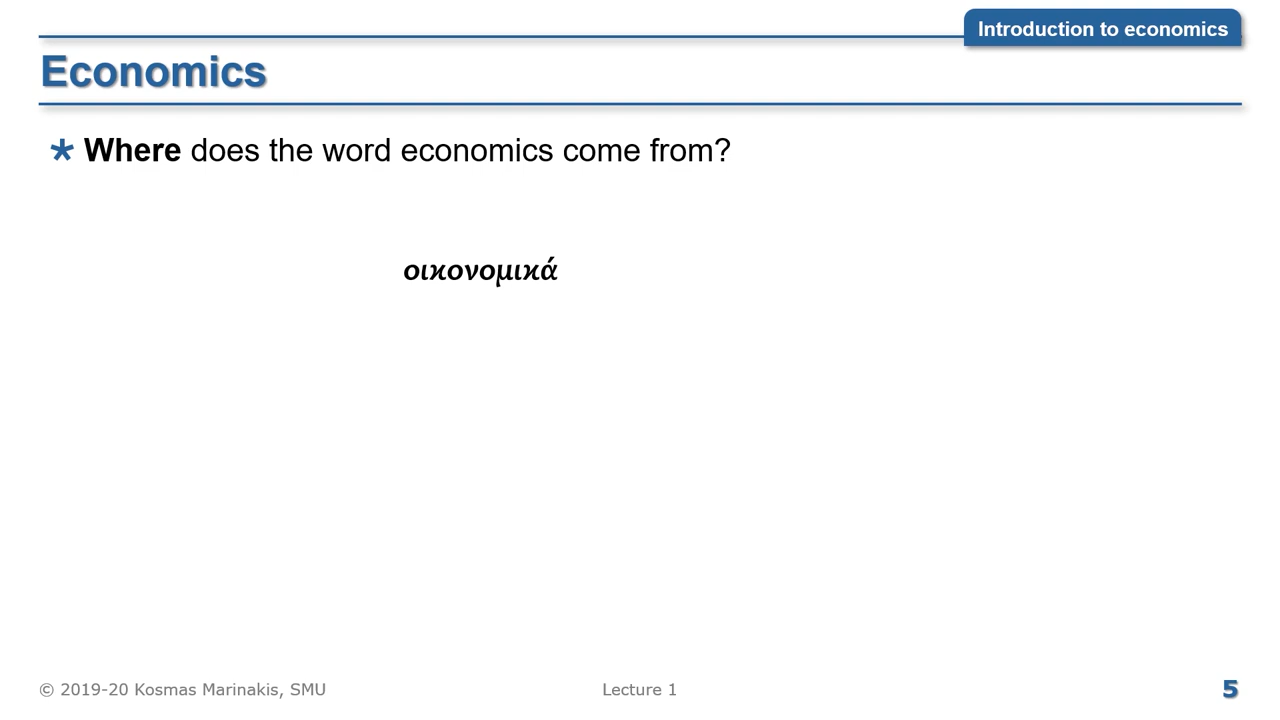 Introduction to economics
Economics
* Where does the word economics come from?
οικονομικά
© 2019-20 Kosmas Marinakis, SMU
Lecture 1
5